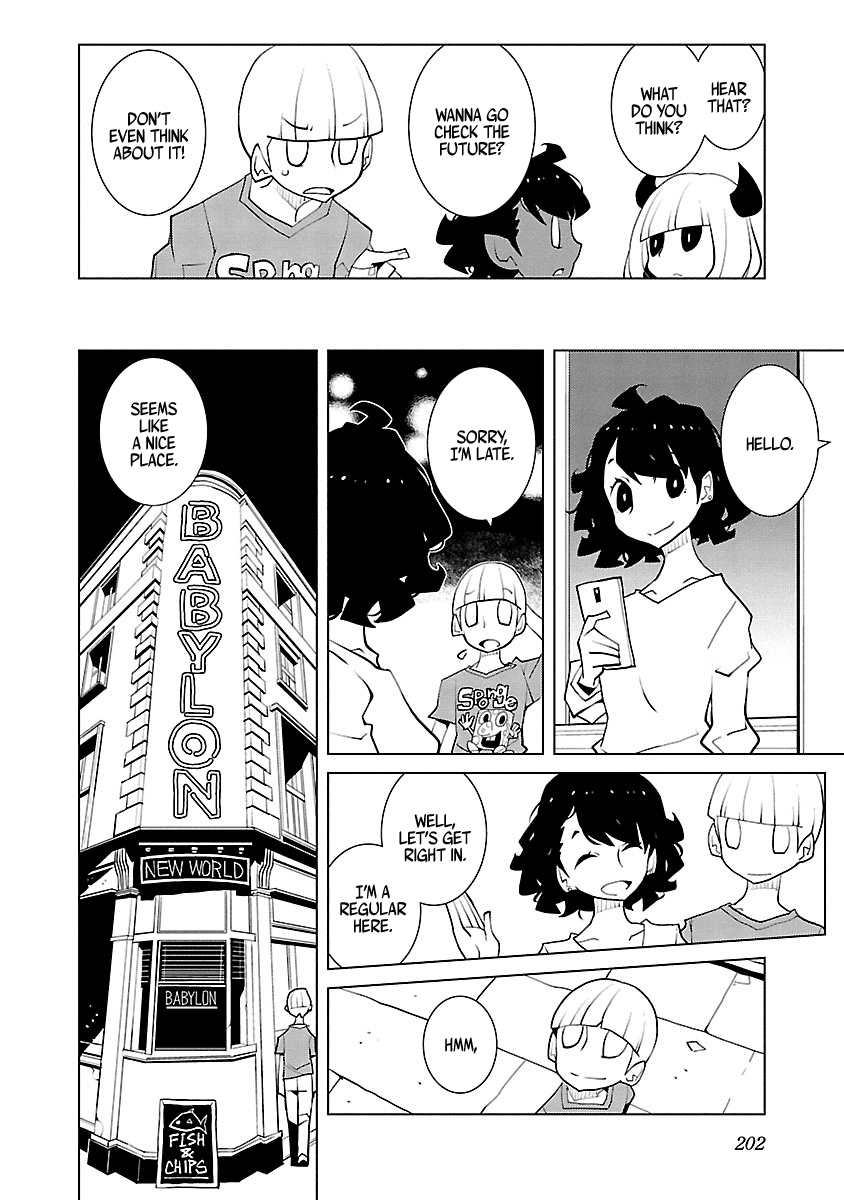 HEAR
THAT?
WHAT
DO YOU
THINK?
WANNA GO
CHECK THE
FUTURE?
DON'T
EVEN THINK
ABOUT IT!
Sponge
HELLO.
SORRY,
I'M LATE.
Sponge
SEEMS
LIKE
A NICE
PLACE.
BABYLON
NEW WORLD
BABYLON
FISH
&
CHIPS
WELL,
LET'S GET
RIGHT IN.
I'M A
REGULAR
HERE.
HMM,
202